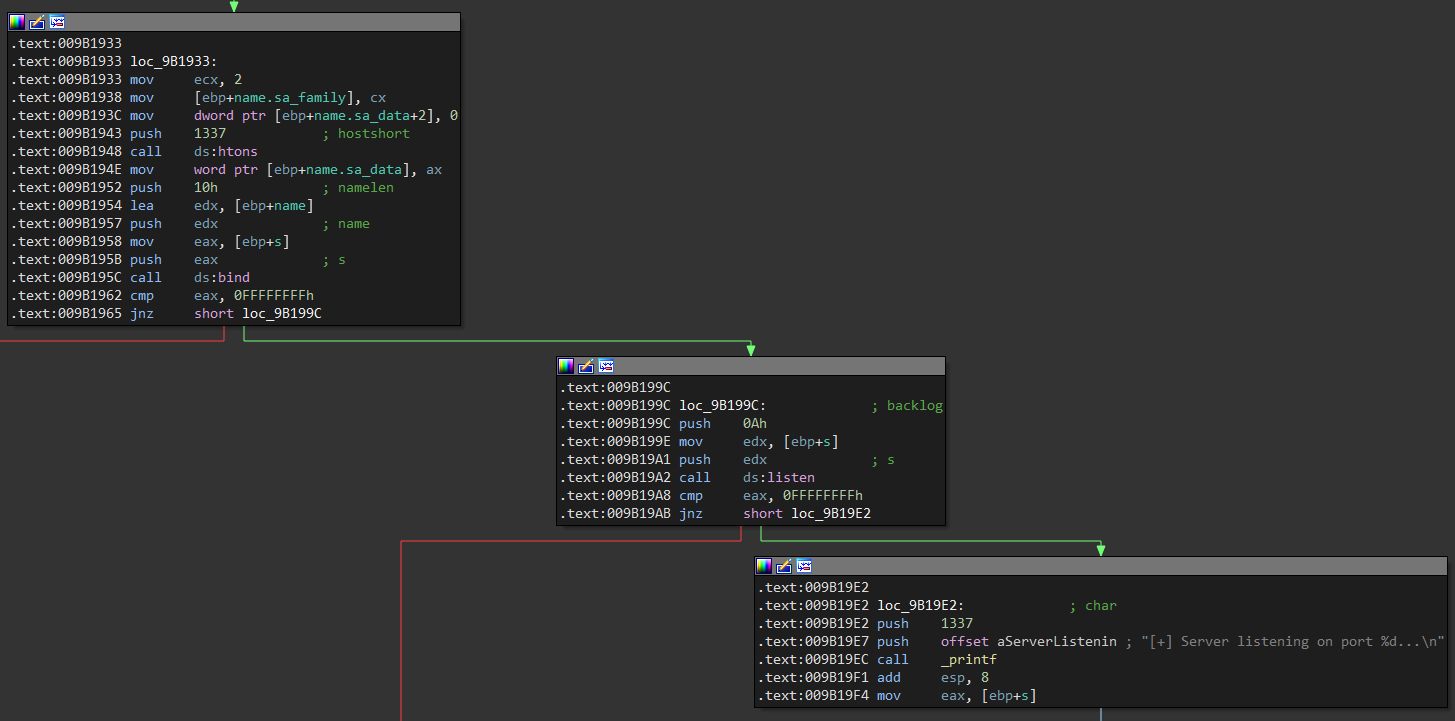 .text:009B1933
.text:009B1933 loc_9B1933:
.text:009B1933 mov ecx, 2
.text:009B1938 mov [ebp+name.sa_family], cx
.text:009B193C mov dword ptr [ebp+name.sa_data+2], 0
.text:009B1943 push 1337 ; hostshort
.text:009B1948 call ds:htons
.text:009B194E mov word ptr [ebp+name.sa_data], ax
.text:009B1952 push 10h ; namelen
.text:009B1954 lea edx, [ebp+name]
.text:009B1957 push edx ; name
.text:009B1958 mov eax, [ebp+s]
.text:009B195B push eax ; s
.text:009B195C call ds:bind
.text:009B1962 cmp eax, 0FFFFFFFFh
.text:009B1965 jnz short loc_9B199C
.text:009B199C
.text:009B199C loc_9B199C: ; backlog
.text:009B199C push 0Ah
.text:009B199E mov edx, [ebp+s]
.text:009B19A1 push edx ; s
.text:009B19A2 call ds:listen
.text:009B19A8 cmp eax, 0FFFFFFFFh
.text:009B19AB jnz short loc_9B19E2
.text:009B19E2
.text:009B19E2 loc_9B19E2: ; char
.text:009B19E2 push 1337
.text:009B19E7 push offset aServerListenin ; "[+] Server listening on port %d...\n"
.text:009B19EC call _printf
.text:009B19F1 add esp, 8
.text:009B19F4 mov eax, [ebp+s]